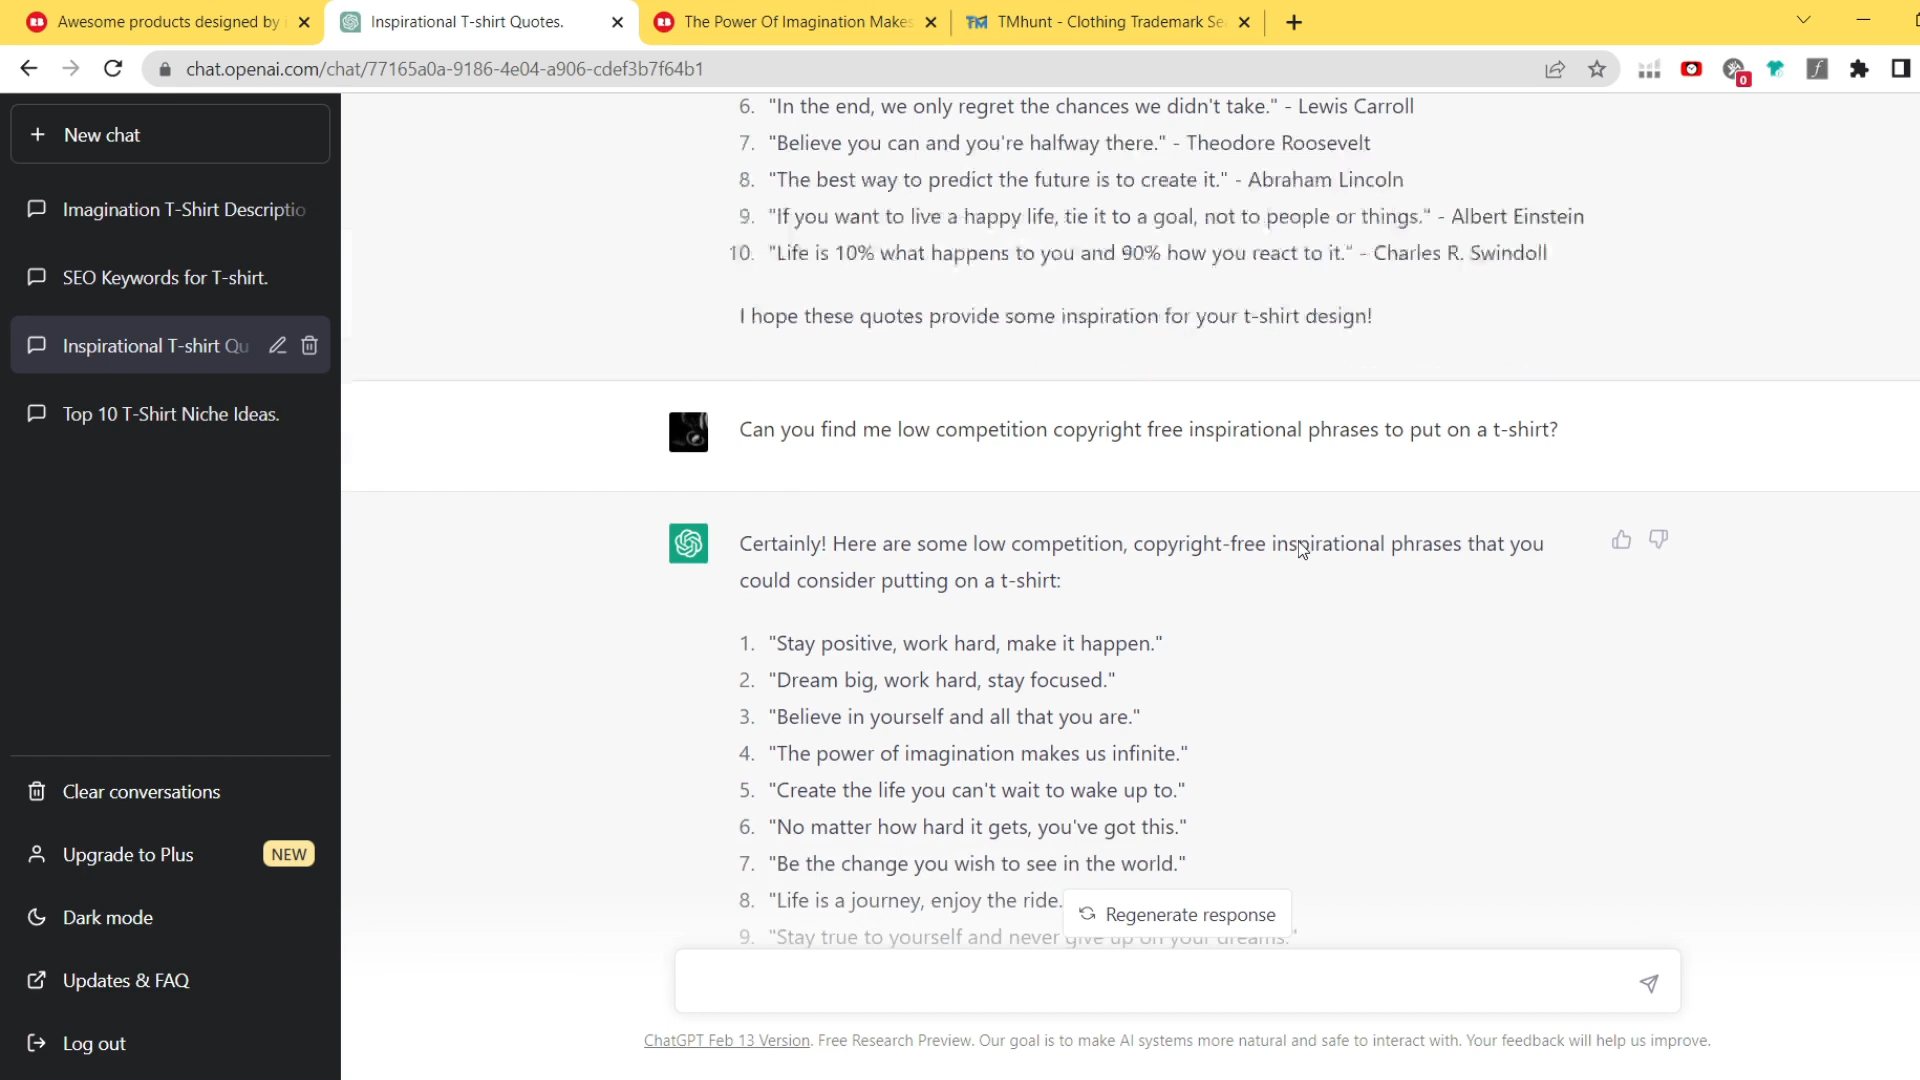 Awesome products designed by
Inspirational T-shirt Quotes.
The Power Of Imagination Makes
TMhunt - Clothing Trademark Se
chat.openai.com/chat/77165a0a-9186-4e04-a906-cdef3b7f64b1
0
New chat
Imagination T-Shirt Descriptio
SEO Keywords for T-shirt.
Inspirational T-shirt Qu
Top 10 T-Shirt Niche Ideas.
Clear conversations
Upgrade to Plus NEW
Dark mode
Updates & FAQ
Log out
6. "In the end, we only regret the chances we didn't take." - Lewis Carroll
7. "Believe you can and you're halfway there." - Theodore Roosevelt
8. "The best way to predict the future is to create it." - Abraham Lincoln
9. "If you want to live a happy life, tie it to a goal, not to people or things." - Albert Einstein
10. "Life is 10% what happens to you and 90% how you react to it." - Charles R. Swindoll
I hope these quotes provide some inspiration for your t-shirt design!
Can you find me low competition copyright free inspirational phrases to put on a t-shirt?
Certainly! Here are some low competition, copyright-free inspirational phrases that you
could consider putting on a t-shirt:
1. "Stay positive, work hard, make it happen."
2. "Dream big, work hard, stay focused."
3. "Believe in yourself and all that you are."
4. "The power of imagination makes us infinite."
5. "Create the life you can't wait to wake up to."
6. "No matter how hard it gets, you've got this."
7. "Be the change you wish to see in the world."
8. "Life is a journey, enjoy the ride.
Regenerate response
9. "Stay true to yourself and never give up on your dreams."
ChatGPT Feb 13 Version. Free Research Preview. Our goal is to make AI systems more natural and safe to interact with. Your feedback will help us improve.